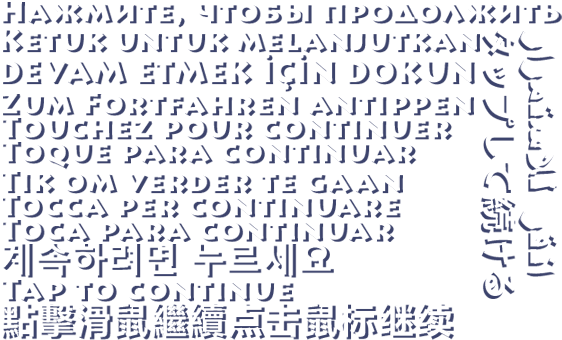 Нажмите, чтобы продолжить
Ketuk untuk melanjutkan
devam etmek için dokun
Zum Fortfahren antippen
Touchez pour continuer
Toque para continuar
Tik om verder te gaan
Tocca per continuare
Toca para continuar
계속하려면 누르세요
Tap to continue
點擊滑鼠繼續点击鼠标继续
タップして続ける
انقر للاستمرار